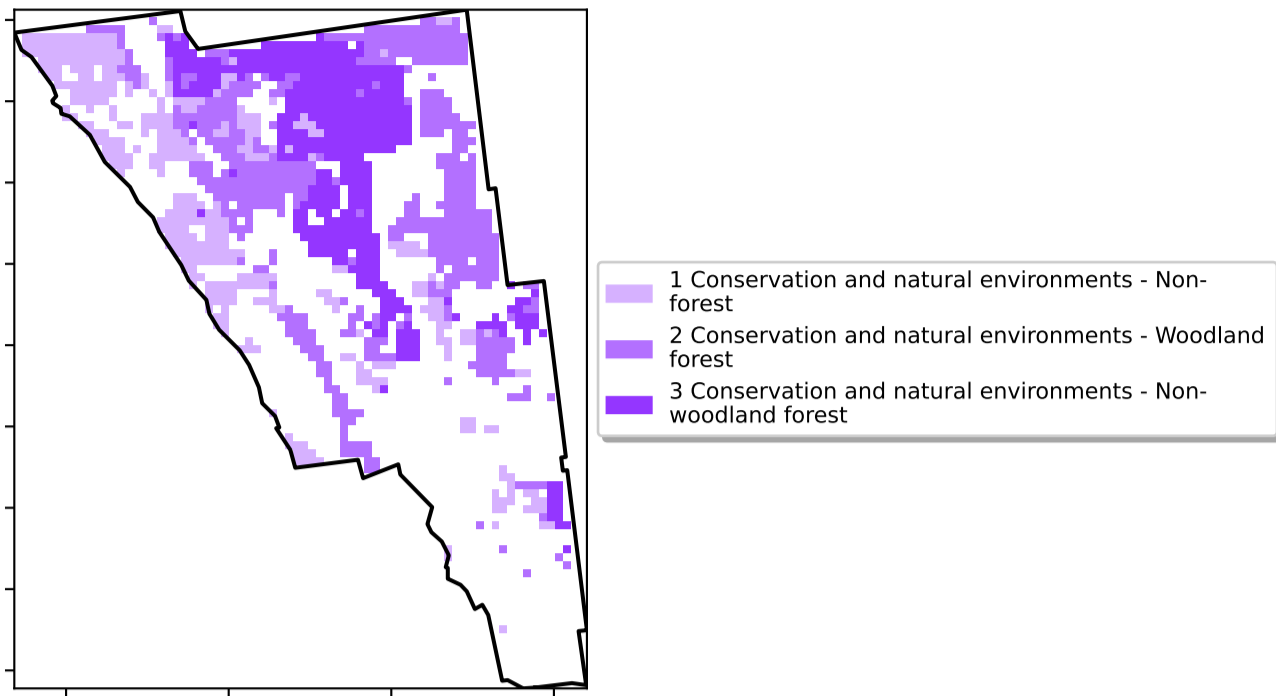 1 Conservation and natural environments - Non-
forest
2 Conservation and natural environments - Woodland
forest
3 Conservation and natural environments - Non-
woodland forest